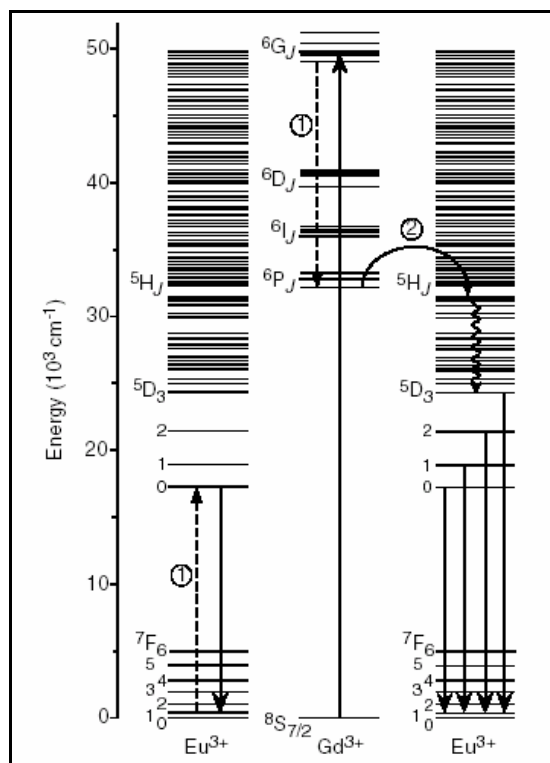 Energy (10³ cm⁻¹)
50
40
30
20
10
0
⁵H_J
⁵D₃
2
1
0
①
⁷F₆
5
4
3
2
1
0
Eu³⁺
⁶G_J
①
⁶D_J
⁶I_J
⁶P_J
⁸S₇/₂
Gd³⁺
②
⁵H_J
⁵D₃
2
1
0
⁷F₆
5
4
3
2
1
0
Eu³⁺